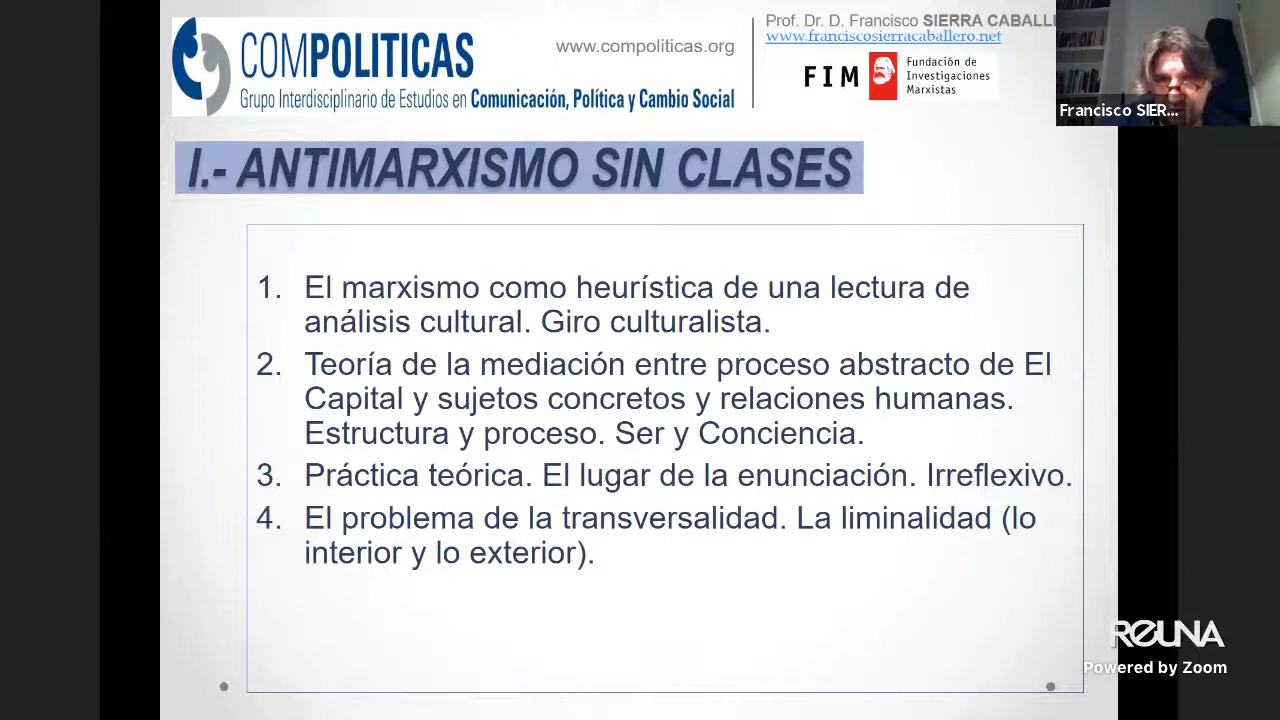 COMPOLITICAS
Grupo Interdisciplinario de Estudios en Comunicación, Política y Cambio Social
www.compoliticas.org
Prof. Dr. D. Francisco SIERRA CABALLE
www.franciscosierracaballero.net
FIM
Fundación de
Investigaciones
Marxistas
Francisco SIER...
I.- ANTIMARXISMO SIN CLASES
1. El marxismo como heurística de una lectura de
análisis cultural. Giro culturalista.
2. Teoría de la mediación entre proceso abstracto de El
Capital y sujetos concretos y relaciones humanas.
Estructura y proceso. Ser y Conciencia.
3. Práctica teórica. El lugar de la enunciación. Irreflexivo.
4. El problema de la transversalidad. La liminalidad (lo
interior y lo exterior).
REUNA
Powered by Zoom